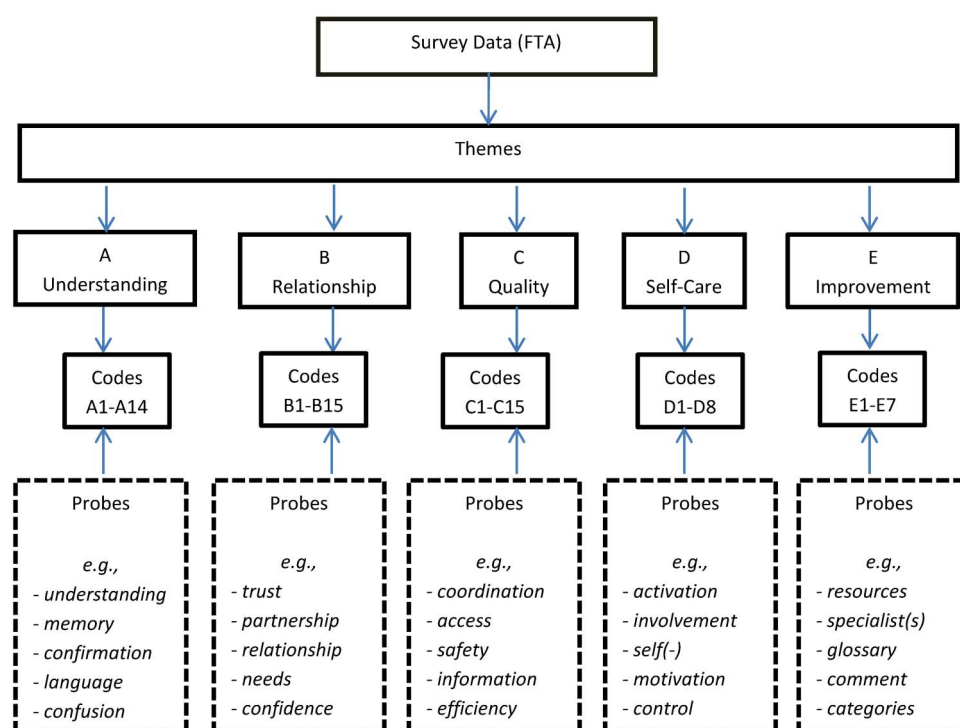 Survey Data (FTA)
Themes
A
Understanding
B
Relationship
C
Quality
D
Self-Care
E
Improvement
Codes
A1-A14
Codes
B1-B15
Codes
C1-C15
Codes
D1-D8
Codes
E1-E7
Probes
e.g.,
- understanding
- memory
- confirmation
- language
- confusion
Probes
e.g.,
- trust
- partnership
- relationship
- needs
- confidence
Probes
e.g.,
- coordination
- access
- safety
- information
- efficiency
Probes
e.g.,
- activation
- involvement
- self(-)
- motivation
- control
Probes
e.g.,
- resources
- specialist(s)
- glossary
- comment
- categories